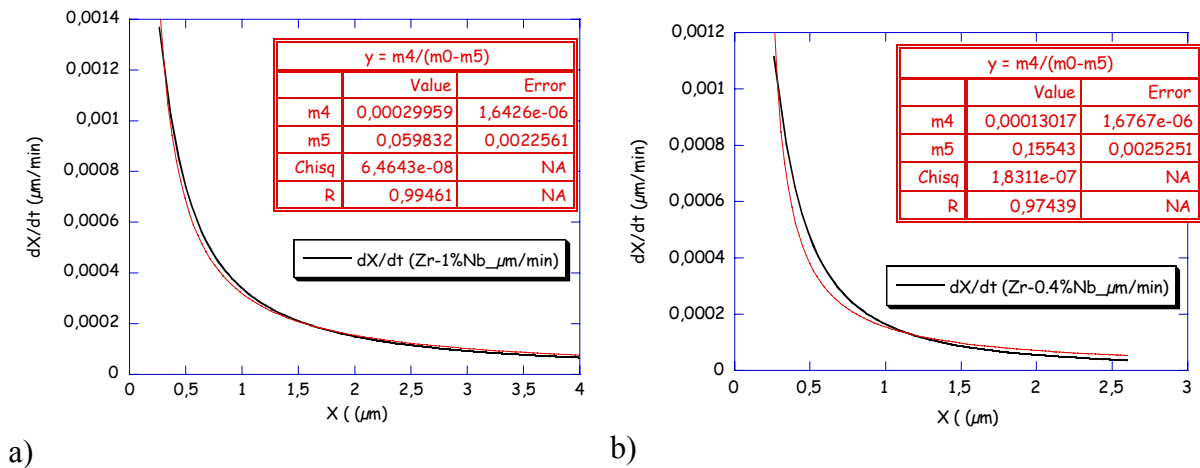 0,0014
0,0012
0,001
0,0008
0,0006
0,0004
0,0002
0
dX/dt (µm/min)
y = m4/(m0-m5)
Value Error
m4 0,00029959 1,6426e-06
m5 0,059832 0,0022561
Chisq 6,4643e-08 NA
R 0,99461 NA
dX/dt (Zr-1%Nb_µm/min)
0 0,5 1 1,5 2 2,5 3 3,5 4
X ( (µm)
a)
0,0012
0,001
0,0008
0,0006
0,0004
0,0002
0
dX/dt (µm/min)
y = m4/(m0-m5)
Value Error
m4 0,00013017 1,6767e-06
m5 0,15543 0,0025251
Chisq 1,8311e-07 NA
R 0,97439 NA
dX/dt (Zr-0.4%Nb_µm/min)
0 0,5 1 1,5 2 2,5 3
X ( (µm)
b)